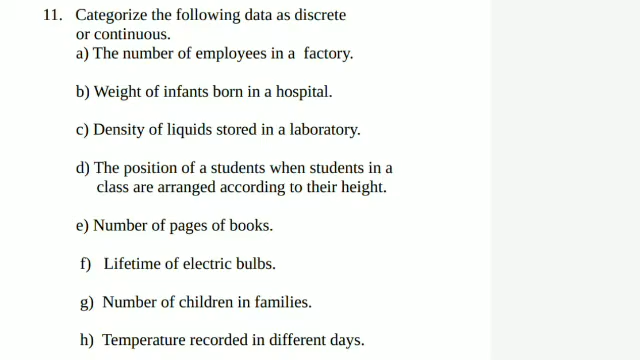 11. Categorize the following data as discrete
or continuous.
a) The number of employees in a factory.
b) Weight of infants born in a hospital.
c) Density of liquids stored in a laboratory.
d) The position of a students when students in a
class are arranged according to their height.
e) Number of pages of books.
f) Lifetime of electric bulbs.
g) Number of children in families.
h) Temperature recorded in different days.